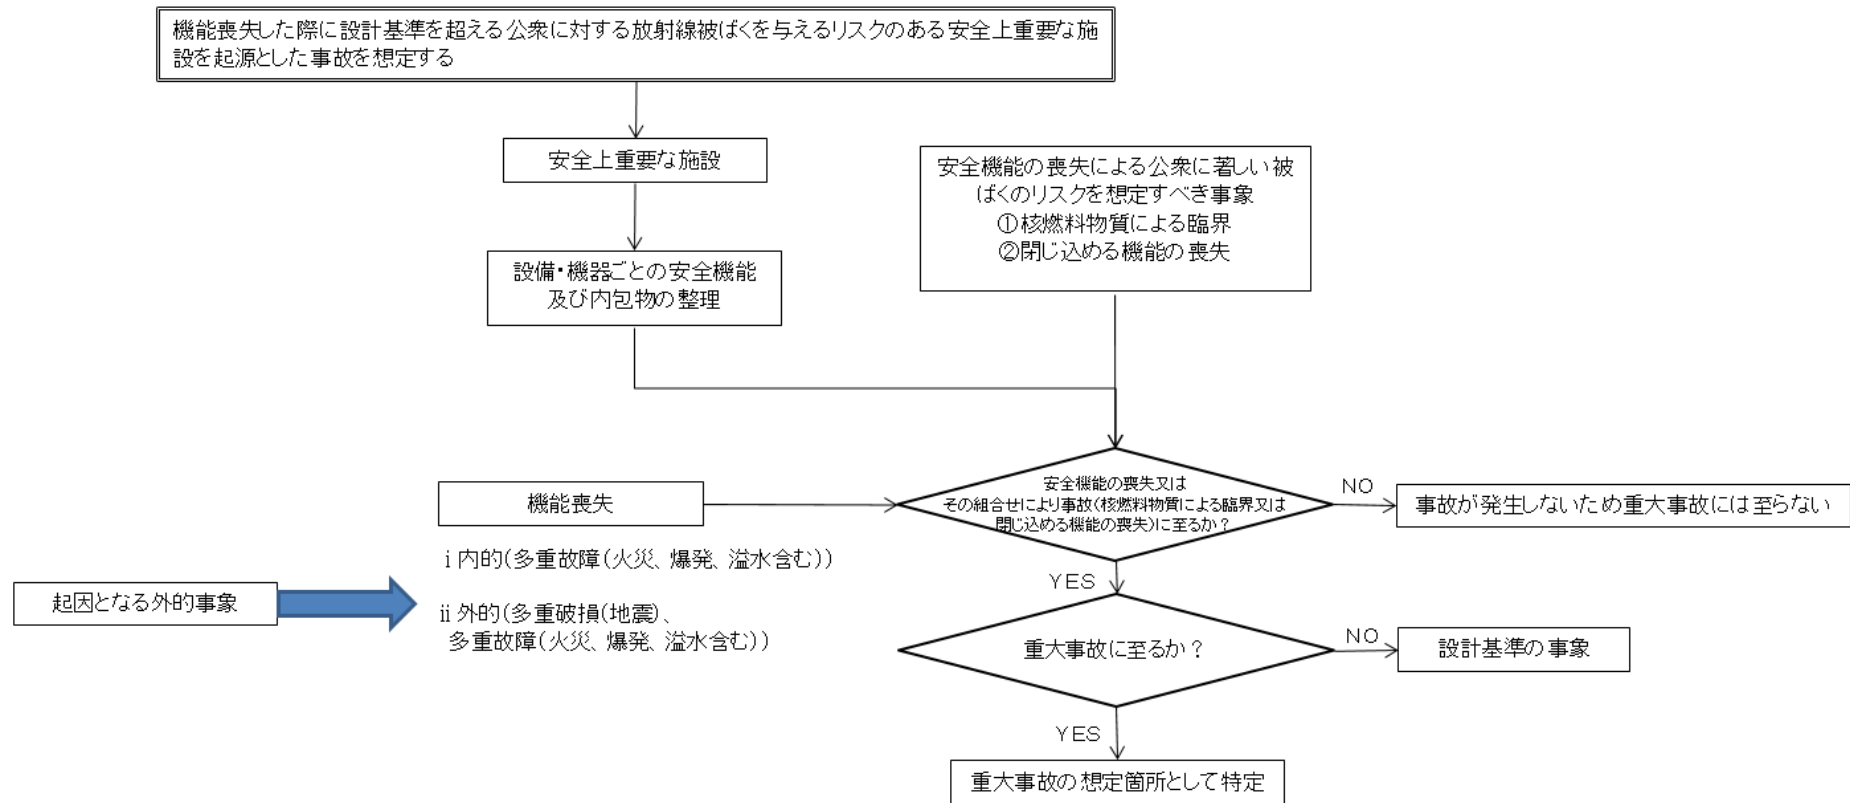 機能喪失した際に設計基準を超える公衆に対する放射線被ばくを与えるリスクのある安全上重要な施
設を起源とした事故を想定する
安全上重要な施設
設備・機器ごとの安全機能
及び内包物の整理
安全機能の喪失による公衆に著しい被
ばくのリスクを想定すべき事象
①核燃料物質による臨界
②閉じ込める機能の喪失
機能喪失
ⅰ内的(多重故障(火災、爆発、溢水含む))
ⅱ外的(多重破損(地震)、
多重故障(火災、爆発、溢水含む))
起因となる外的事象
安全機能の喪失又は
その組合せにより事故(核燃料物質による臨界又は
閉じ込める機能の喪失)に至るか？
NO
事故が発生しないため重大事故には至らない
YES
重大事故に至るか？
NO
設計基準の事象
YES
重大事故の想定箇所として特定